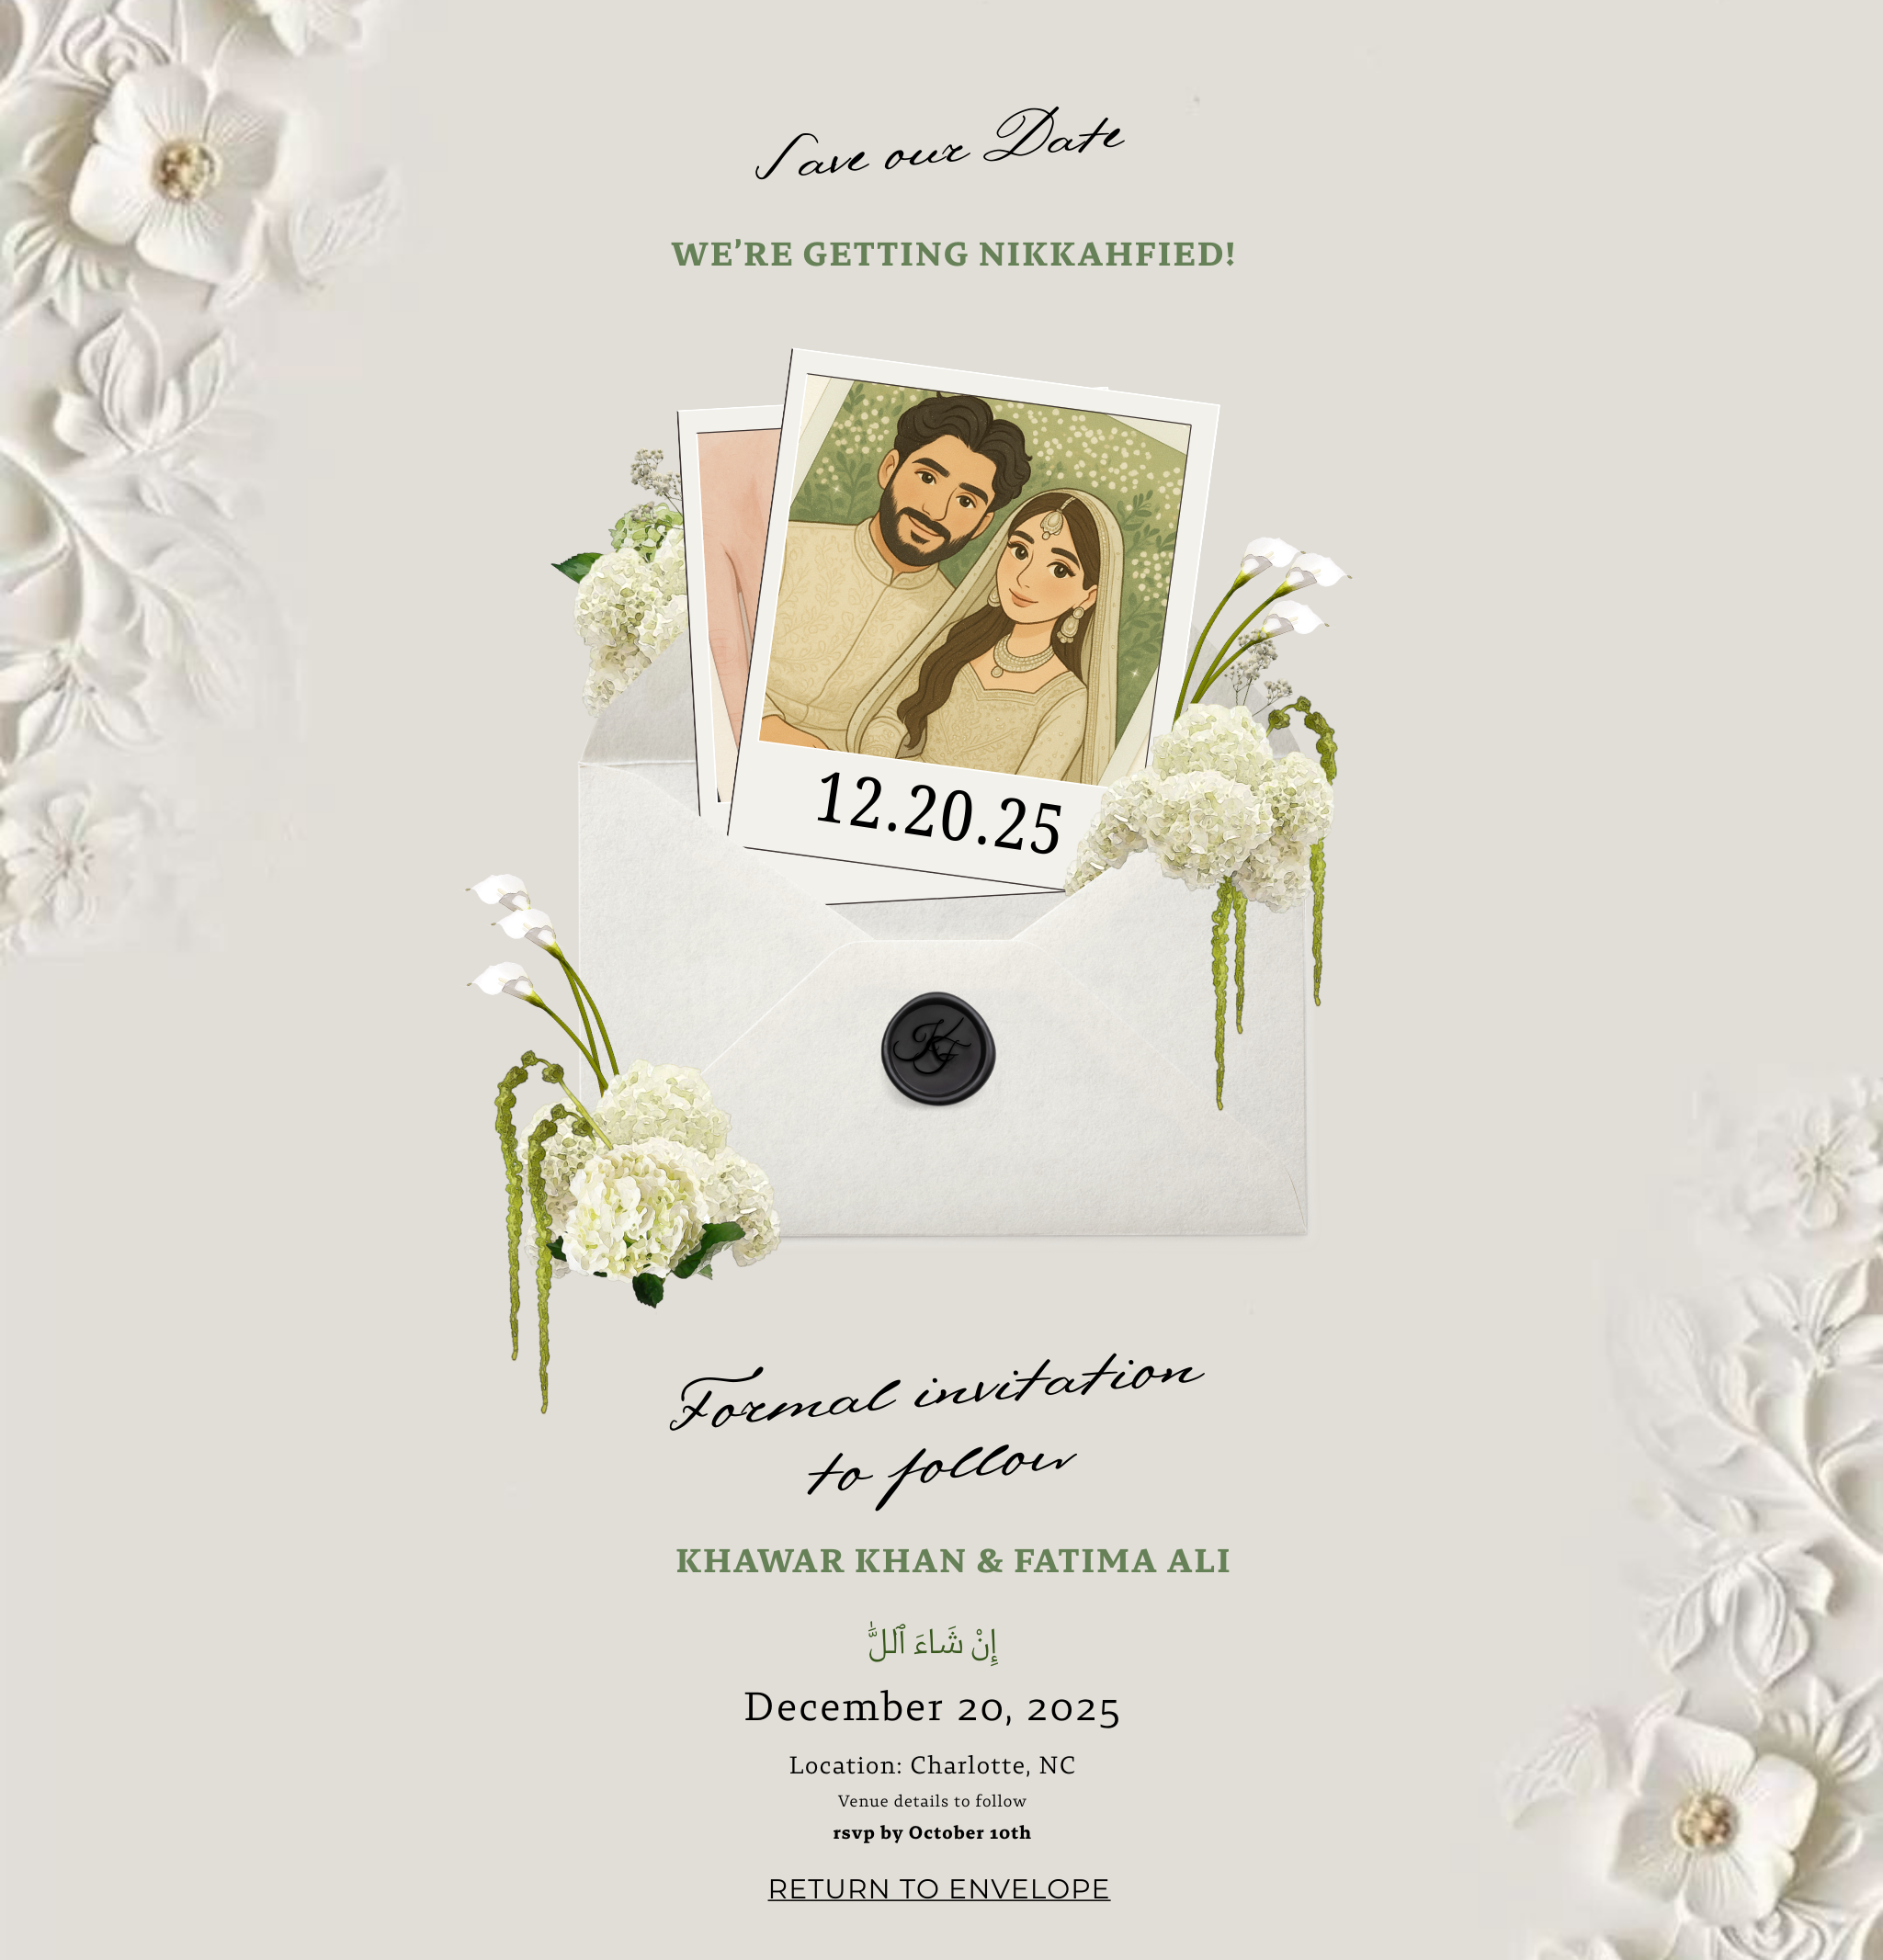 Save our Date
WE’RE GETTING NIKKAHFIED!
12.20.25
KF
Formal invitation
to follow
KHAWAR KHAN & FATIMA ALI
إِنْ شَاءَ ٱللَّٰ
December 20, 2025
Location: Charlotte, NC
Venue details to follow
rsvp by October 10th
RETURN TO ENVELOPE